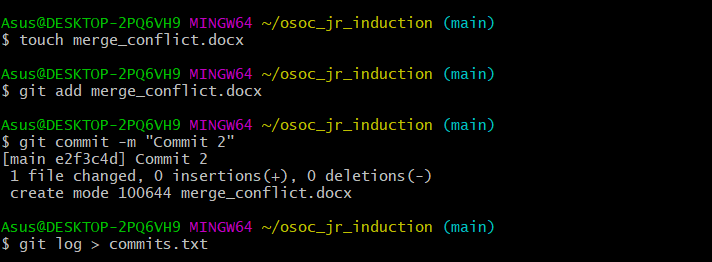 Asus@DESKTOP-2PQ6VH9 MINGW64 ~/osoc_jr_induction (main)
$ touch merge_conflict.docx
Asus@DESKTOP-2PQ6VH9 MINGW64 ~/osoc_jr_induction (main)
$ git add merge_conflict.docx
Asus@DESKTOP-2PQ6VH9 MINGW64 ~/osoc_jr_induction (main)
$ git commit -m "Commit 2"
[main e2f3c4d] Commit 2
 1 file changed, 0 insertions(+), 0 deletions(-)
 create mode 100644 merge_conflict.docx
Asus@DESKTOP-2PQ6VH9 MINGW64 ~/osoc_jr_induction (main)
$ git log > commits.txt